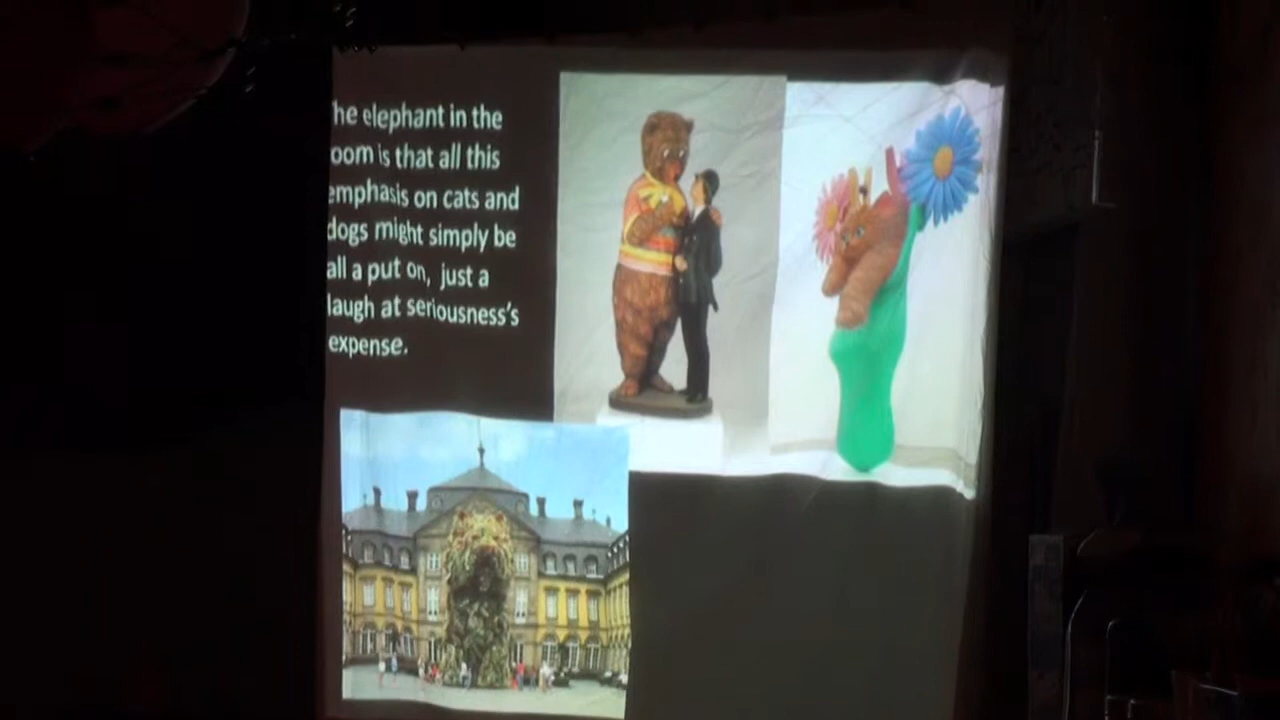 he elephant in the
oom is that all this
emphasis on cats and
dogs might simply be
all a put on, just a
laugh at seriousness's
expense.